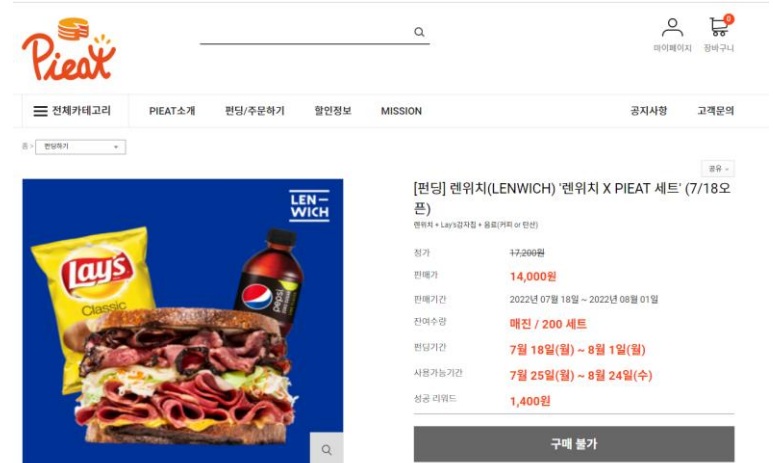 Pieat
마이페이지
0
장바구니
전체카테고리
PIEAT소개
펀딩/주문하기
할인정보
MISSION
공지사항
고객문의
홈 >
펀딩하기
공유
LEN-
WICH
Lay's
Classic
pepsi
[펀딩] 렌위치(LENWICH) '렌위치 X PIEAT 세트' (7/18오
픈)
렌위치 + Lay's감자칩 + 음료(커피 or 탄산)
정가 17,200원
판매가 14,000원
판매기간 2022년 07월 18일 ~ 2022년 08월 01일
잔여수량 매진 / 200 세트
펀딩기간 7월 18일(월) ~ 8월 1일(월)
사용가능기간 7월 25일(월) ~ 8월 24일(수)
성공 리워드 1,400원
구매 불가